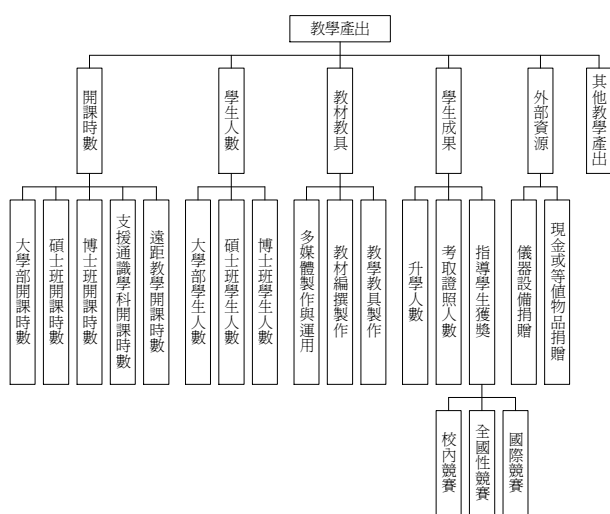 教學產出
開課時數
學生人數
教材教具
學生成果
外部資源
其他教學產出
大學部開課時數
碩士班開課時數
博士班開課時數
支援通識學科開課時數
遠距教學開課時數
大學部學生人數
碩士班學生人數
博士班學生人數
多媒體製作與運用
教材編撰製作
教學教具製作
升學人數
考取證照人數
指導學生獲獎
儀器設備捐贈
現金或等值物品捐贈
校內競賽
全國性競賽
國際競賽